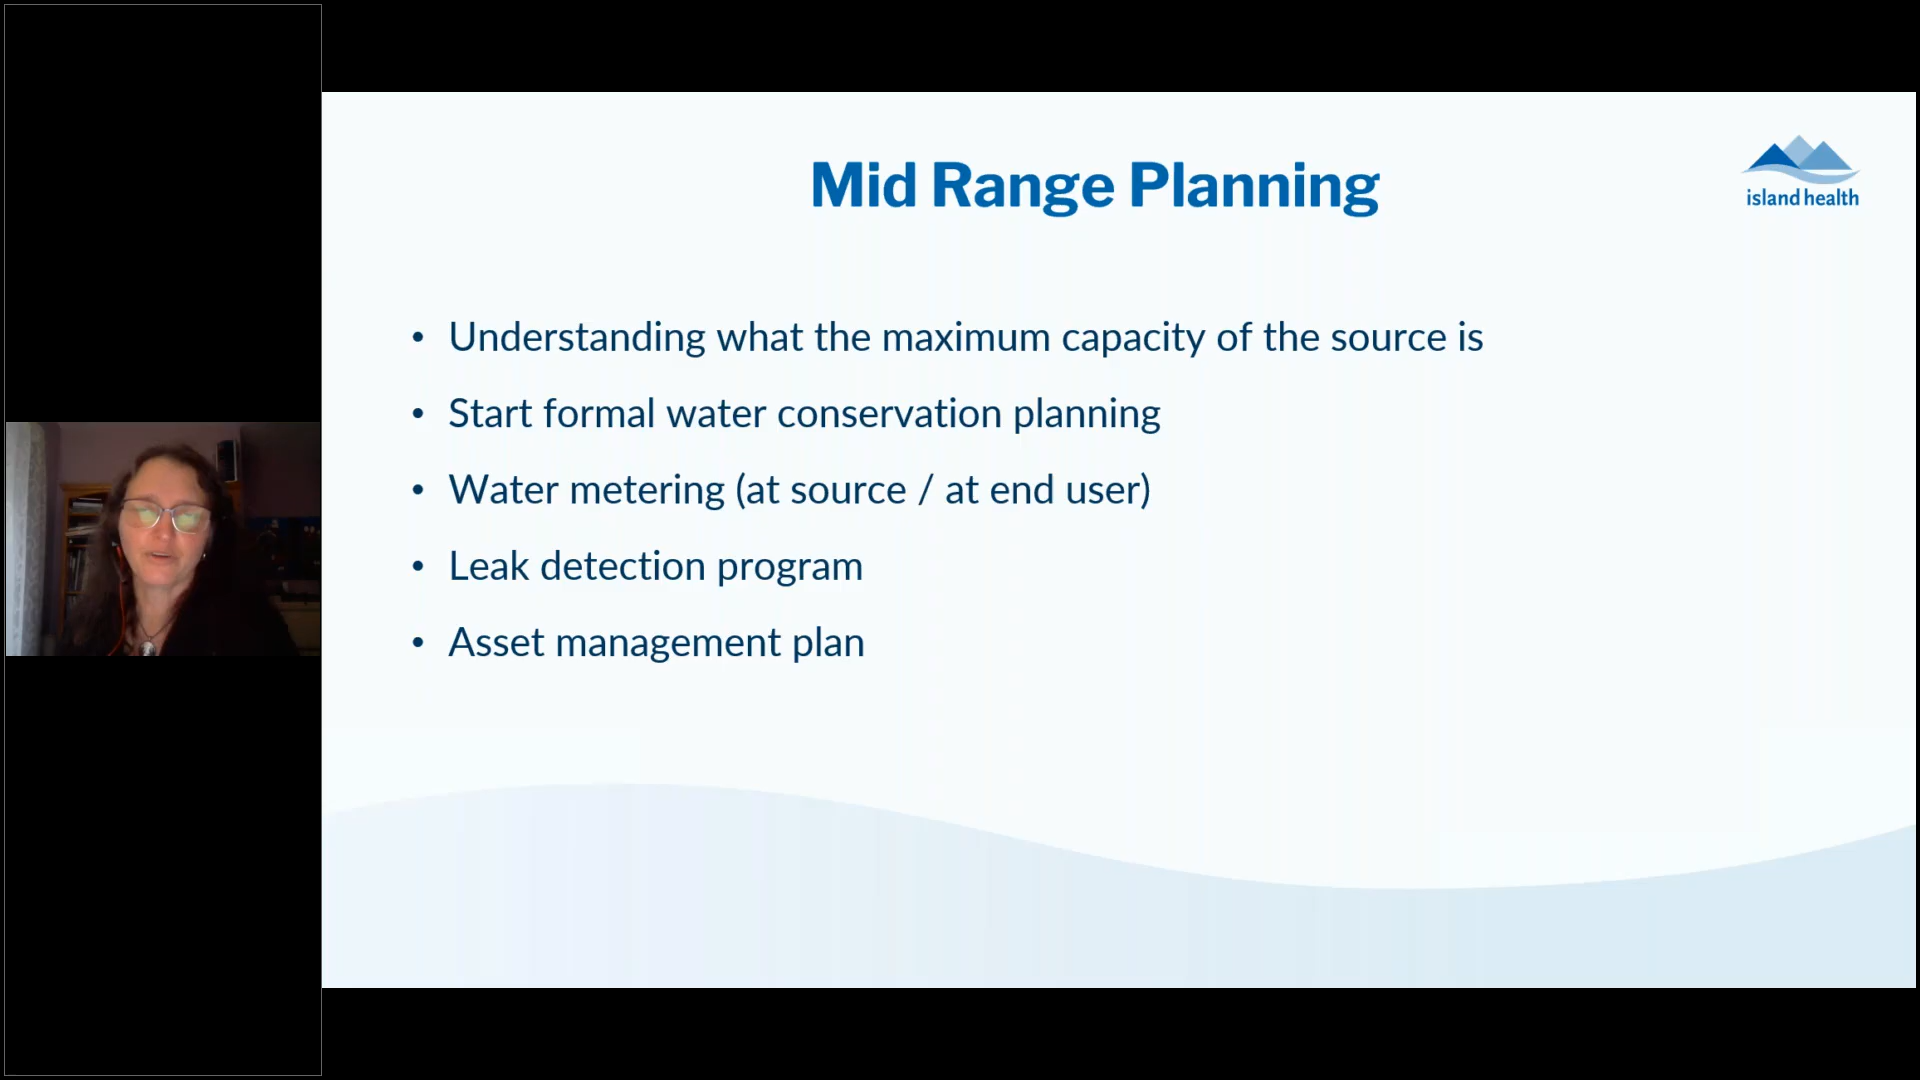 Mid Range Planning
island health
• Understanding what the maximum capacity of the source is
• Start formal water conservation planning
• Water metering (at source / at end user)
• Leak detection program
• Asset management plan